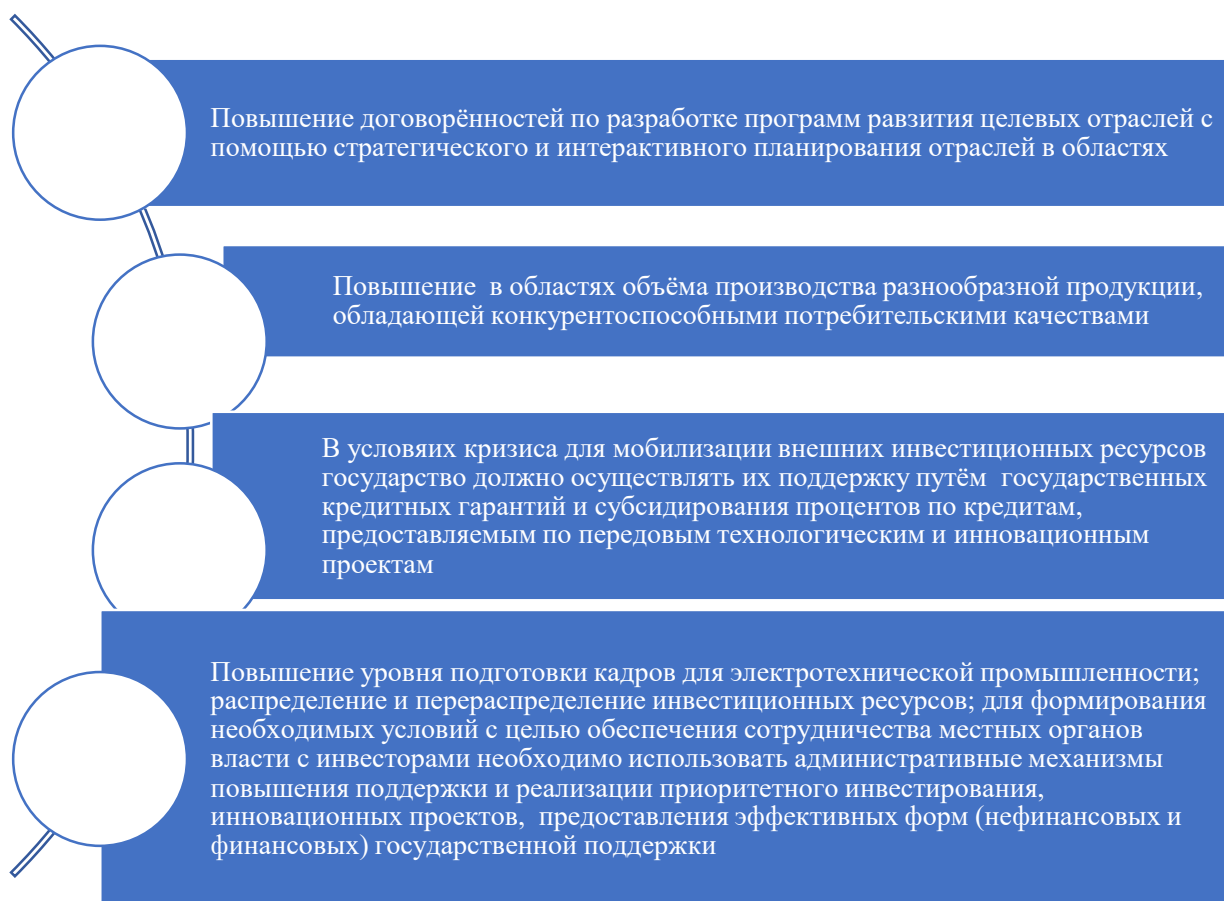 Повышение договорённостей по разработке программ равзития целевых отраслей с
помощью стратегического и интерактивного планирования отраслей в областях
Повышение  в областях объёма производства разнообразной продукции,
обладающей конкурентоспособными потребительскими качествами
В условяих кризиса для мобилизации внешних инвестиционных ресурсов
государство должно осуществлять их поддержку путём  государственных
кредитных гарантий и субсидирования процентов по кредитам,
предоставляемым по передовым технологическим и инновационным
проектам
Повышение уровня подготовки кадров для электротехнической промышленности;
распределение и перераспределение инвестиционных ресурсов; для формирования
необходимых условий с целью обеспечения сотрудничества местных органов
власти с инвесторами необходимо использовать административные механизмы
повышения поддержки и реализации приоритетного инвестирования,
инновационных проектов,  предоставления эффективных форм (нефинансовых и
финансовых) государственной поддержки